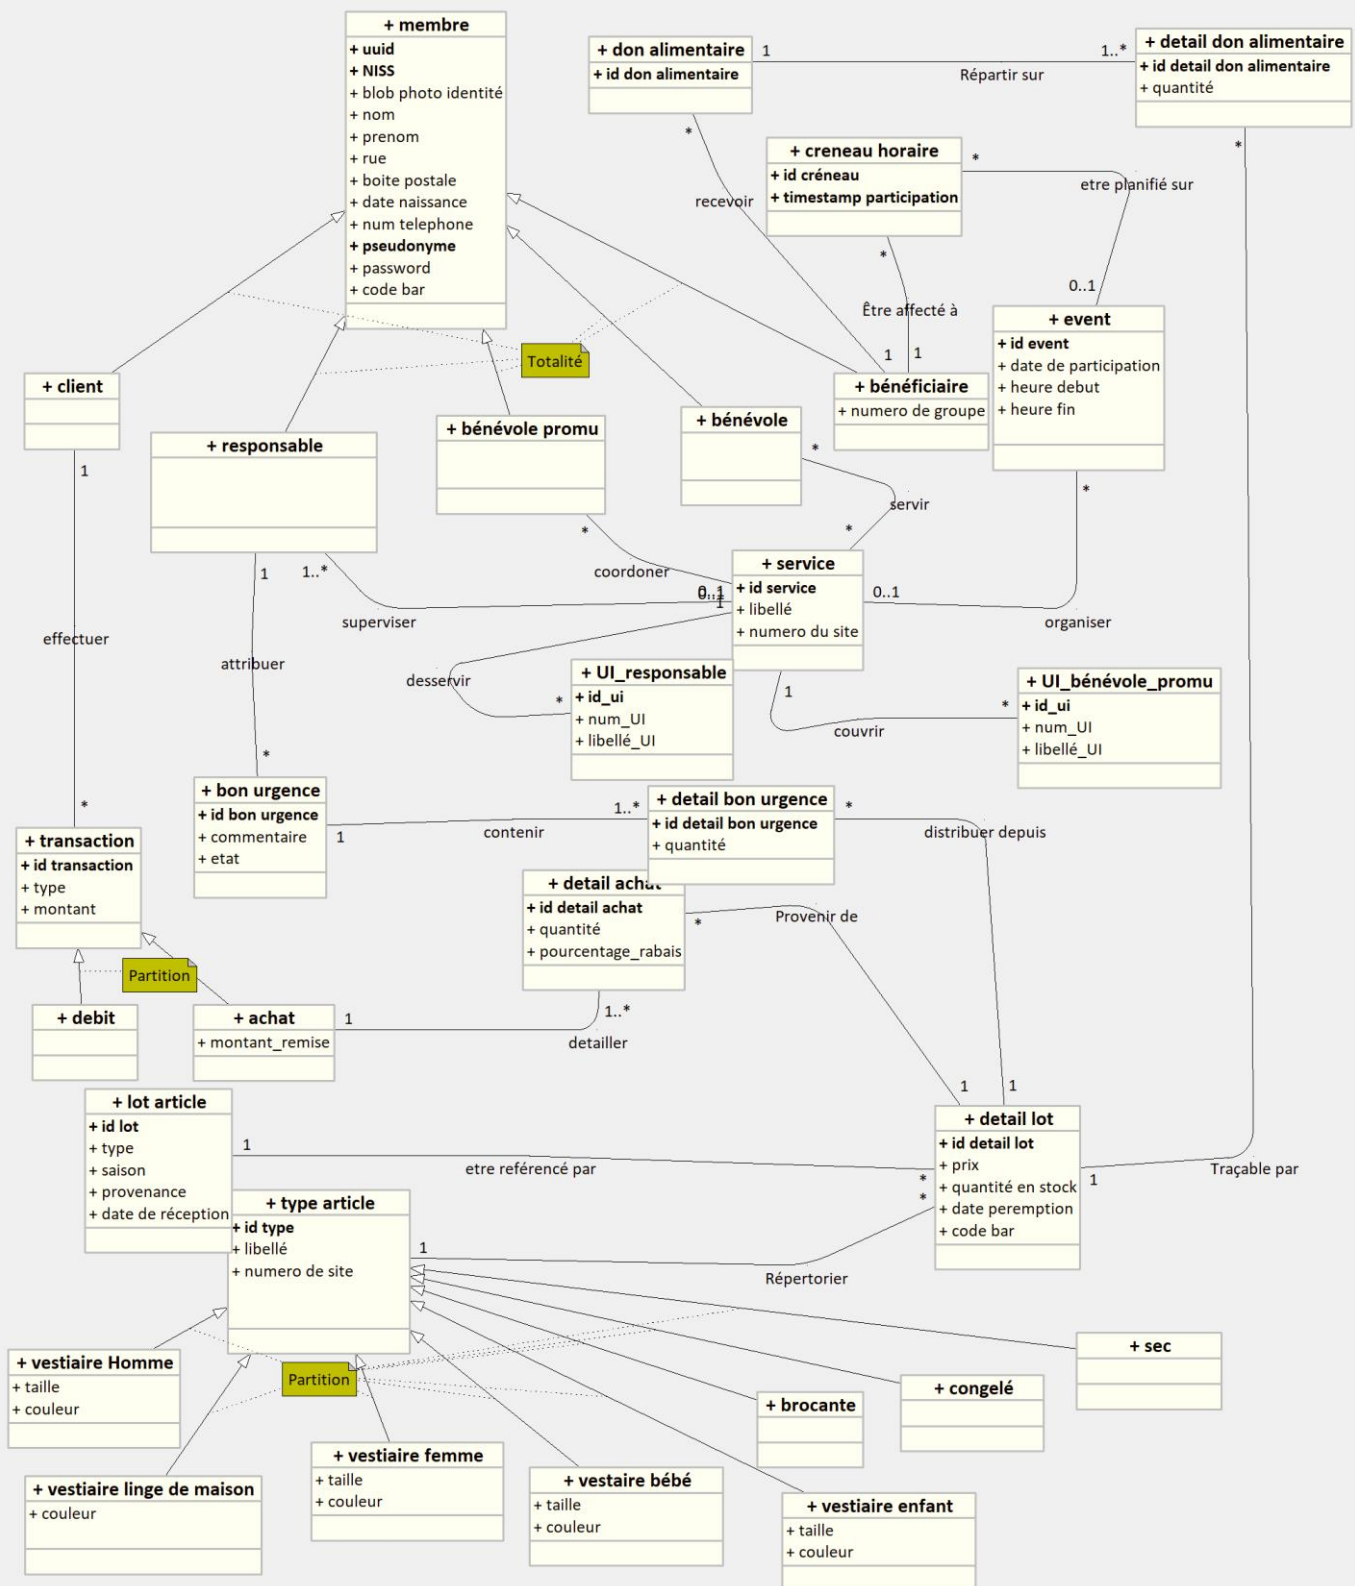 + membre
+ uuid
+ NISS
+ blob photo identité
+ nom
+ prenom
+ rue
+ boite postale
+ date naissance
+ num telephone
+ pseudonyme
+ password
+ code bar
+ don alimentaire
+ id don alimentaire
1
1..*
Répartir sur
+ detail don alimentaire
+ id detail don alimentaire
+ quantité
*
*
recevoir
+ creneau horaire
+ id créneau
+ timestamp participation
*
etre planifié sur
0..1
*
Être affecté à
1
1
+ event
+ id event
+ date de participation
+ heure debut
+ heure fin
Totalité
+ client
1
+ responsable
+ bénévole promu
+ bénévole
+ bénéficiaire
+ numero de groupe
*
servir
*
*
*
coordoner
1
1..*
superviser
0..1
0..1
1
+ service
+ id service
+ libellé
+ numero du site
0..1
organiser
effectuer
attribuer
desservir
*
+ UI_responsable
+ id_ui
+ num_UI
+ libellé_UI
1
couvrir
*
+ UI_bénévole_promu
+ id_ui
+ num_UI
+ libellé_UI
*
+ bon urgence
+ id bon urgence
+ commentaire
+ etat
1
contenir
1..*
+ detail bon urgence
+ id detail bon urgence
+ quantité
*
distribuer depuis
*
+ transaction
+ id transaction
+ type
+ montant
+ detail achat
+ id detail achat
+ quantité
+ pourcentage_rabais
*
Provenir de
Partition
+ debit
+ achat
+ montant_remise
1
1..*
detailler
1
1
+ lot article
+ id lot
+ type
+ saison
+ provenance
+ date de réception
1
etre reférencé par
*
*
+ detail lot
+ id detail lot
+ prix
+ quantité en stock
+ date peremption
+ code bar
1
Traçable par
+ type article
+ id type
+ libellé
+ numero de site
1
Répertorier
Partition
+ vestiaire Homme
+ taille
+ couleur
+ sec
+ congelé
+ brocante
+ vestiaire linge de maison
+ couleur
+ vestiaire femme
+ taille
+ couleur
+ vestaire bébé
+ taille
+ couleur
+ vestiaire enfant
+ taille
+ couleur